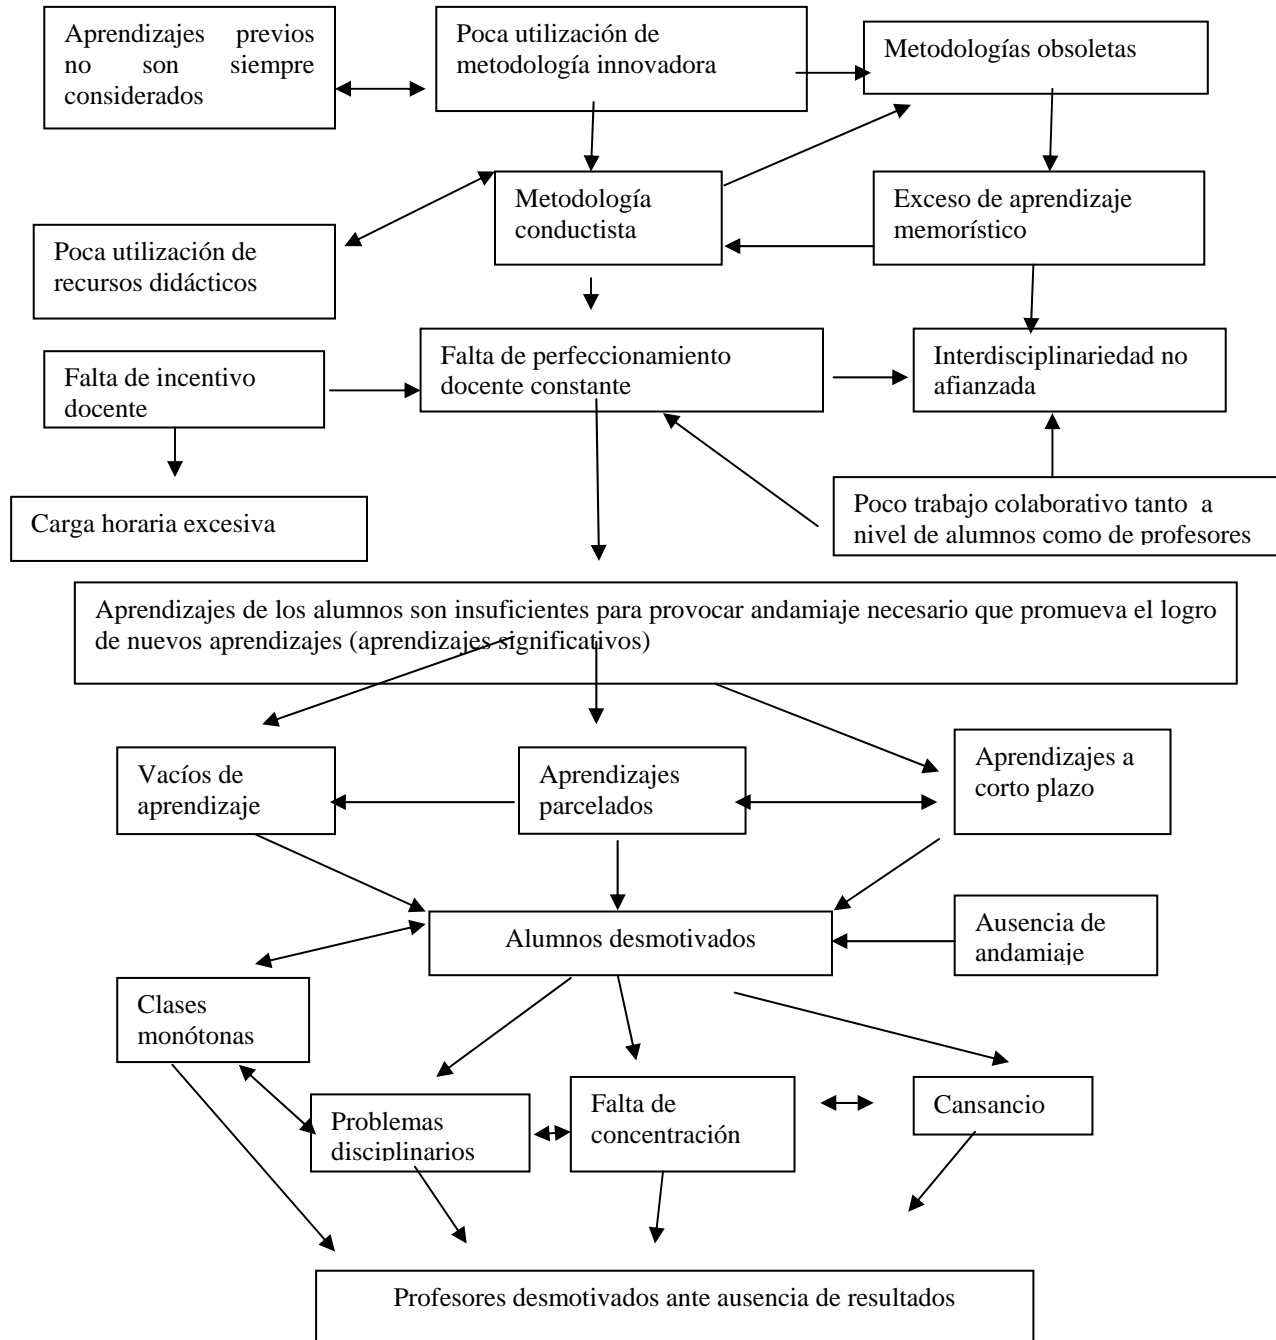 Aprendizajes previos
no son siempre
considerados
Poca utilización de
metodología innovadora
Metodologías obsoletas
Metodología
conductista
Exceso de aprendizaje
memorístico
Poca utilización de
recursos didácticos
Falta de incentivo
docente
Falta de perfeccionamiento
docente constante
Interdisciplinariedad no
afianzada
Carga horaria excesiva
Poco trabajo colaborativo tanto a
nivel de alumnos como de profesores
Aprendizajes de los alumnos son insuficientes para provocar andamiaje necesario que promueva el logro
de nuevos aprendizajes (aprendizajes significativos)
Vacíos de
aprendizaje
Aprendizajes
parcelados
Aprendizajes a
corto plazo
Alumnos desmotivados
Ausencia de
andamiaje
Clases
monótonas
Problemas
disciplinarios
Falta de
concentración
Cansancio
Profesores desmotivados ante ausencia de resultados